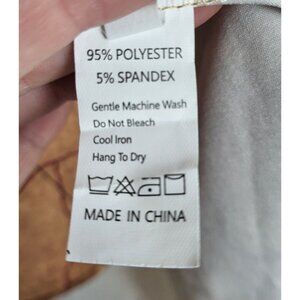 95% POLYESTER
5% SPANDEX
Gentle Machine Wash
Do Not Bleach
Cool Iron
Hang To Dry
MADE IN CHINA